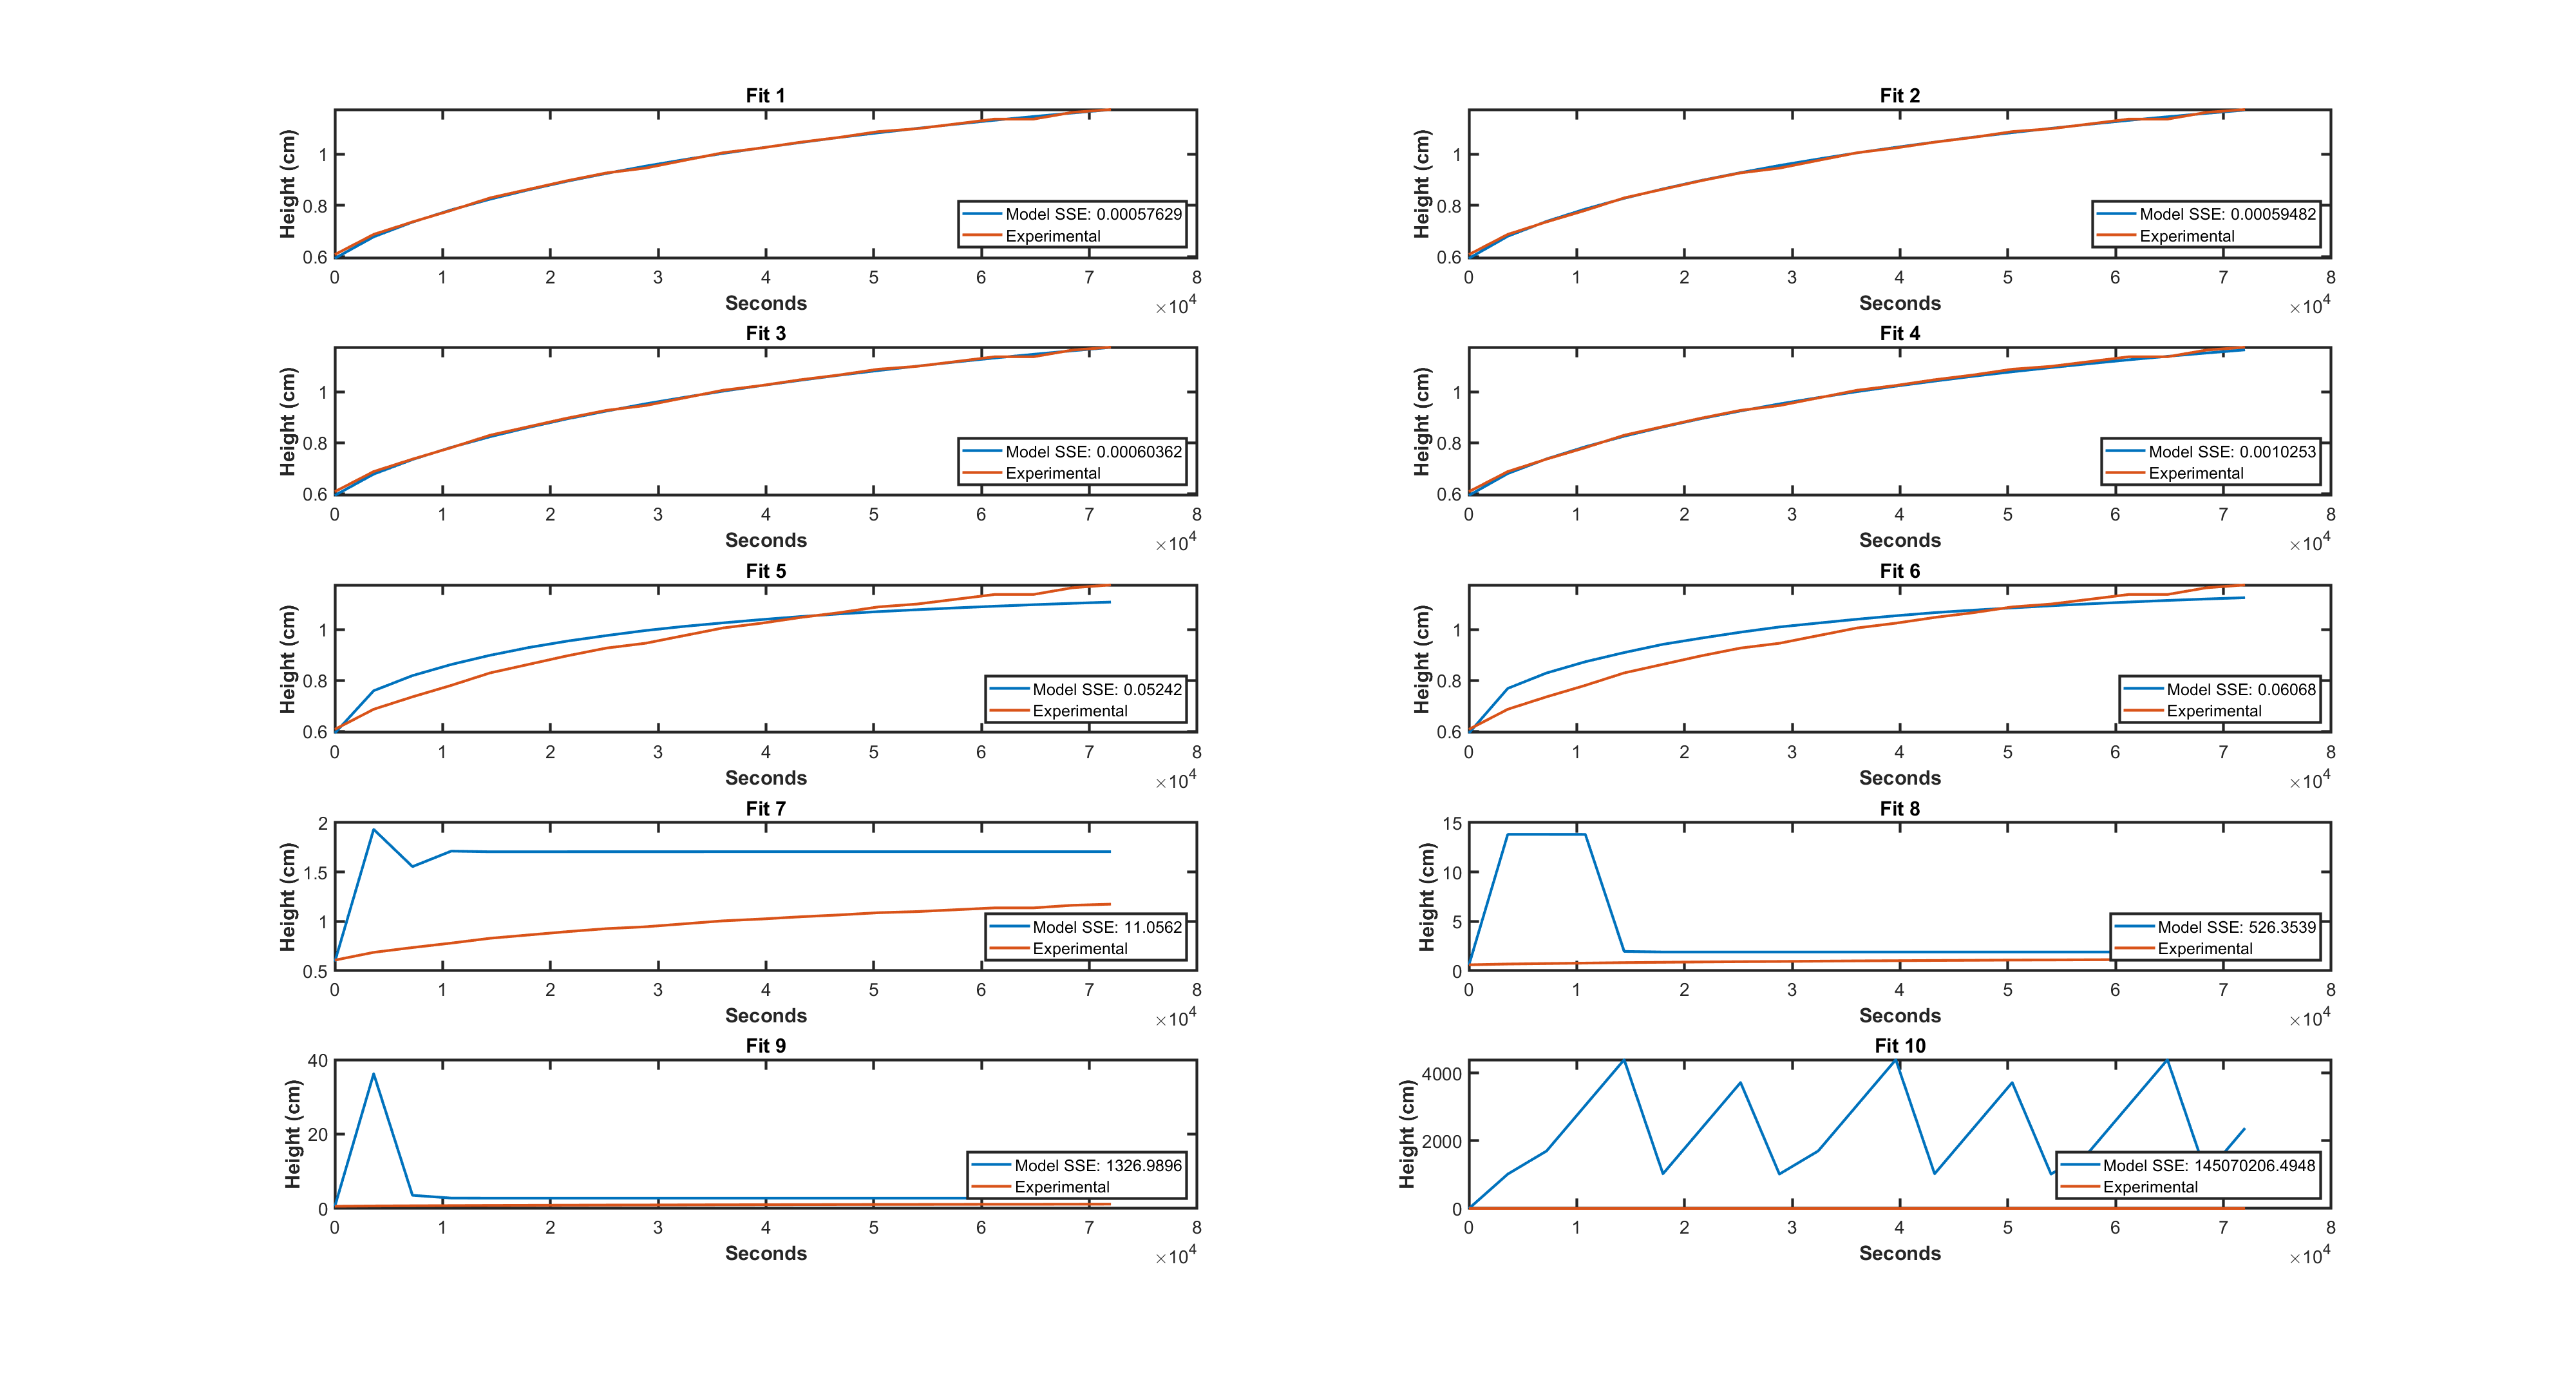 Fit 1
Height (cm)
1
0.8
0.6
Model SSE: 0.00057629
Experimental
0 1 2 3 4 5 6 7 8
Seconds
×10^4
Fit 2
Height (cm)
1
0.8
0.6
Model SSE: 0.00059482
Experimental
0 1 2 3 4 5 6 7 8
Seconds
×10^4
Fit 3
Height (cm)
1
0.8
0.6
Model SSE: 0.00060362
Experimental
0 1 2 3 4 5 6 7 8
Seconds
×10^4
Fit 4
Height (cm)
1
0.8
0.6
Model SSE: 0.0010253
Experimental
0 1 2 3 4 5 6 7 8
Seconds
×10^4
Fit 5
Height (cm)
1
0.8
0.6
Model SSE: 0.05242
Experimental
0 1 2 3 4 5 6 7 8
Seconds
×10^4
Fit 6
Height (cm)
1
0.8
0.6
Model SSE: 0.06068
Experimental
0 1 2 3 4 5 6 7 8
Seconds
×10^4
Fit 7
Height (cm)
2
1.5
1
0.5
Model SSE: 11.0562
Experimental
0 1 2 3 4 5 6 7 8
Seconds
×10^4
Fit 8
Height (cm)
15
10
5
0
Model SSE: 526.3539
Experimental
0 1 2 3 4 5 6 7 8
Seconds
×10^4
Fit 9
Height (cm)
40
20
0
Model SSE: 1326.9896
Experimental
0 1 2 3 4 5 6 7 8
Seconds
×10^4
Fit 10
Height (cm)
4000
2000
0
Model SSE: 145070206.4948
Experimental
0 1 2 3 4 5 6 7 8
Seconds
×10^4